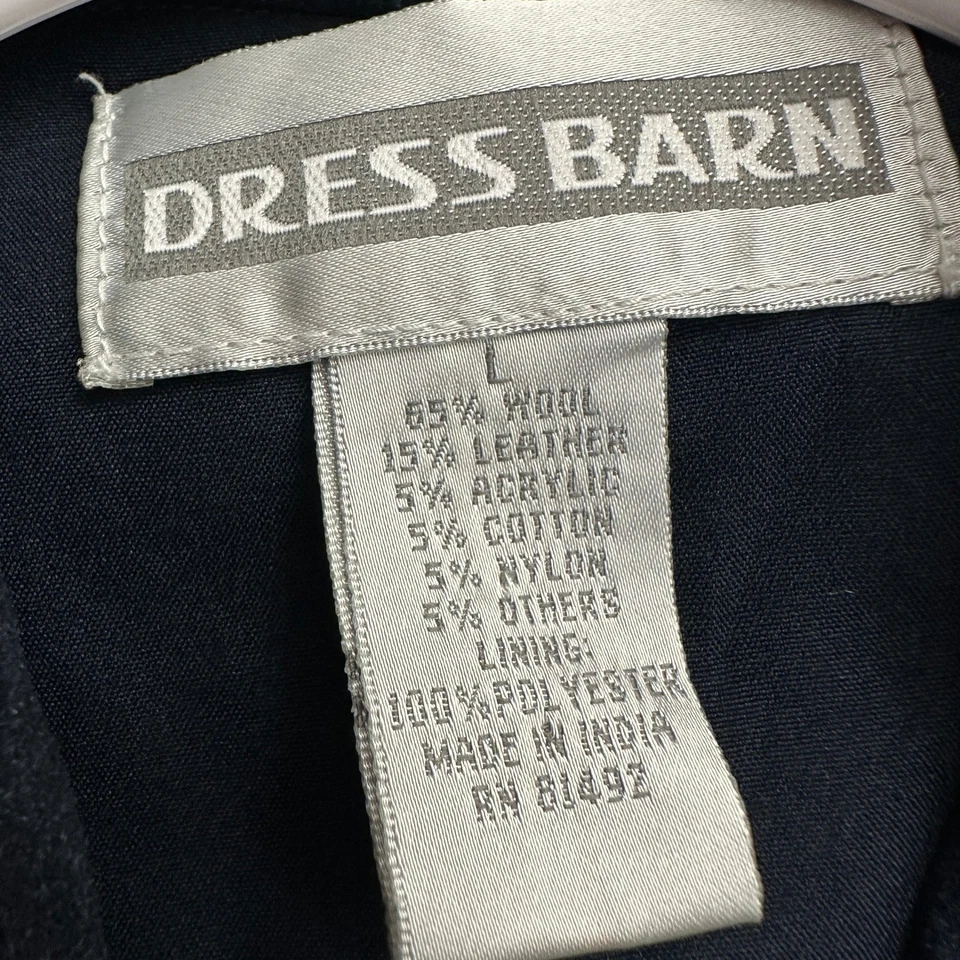 DRESS BARN
L
65% WOOL
15% LEATHER
5% ACRYLIC
5% COTTON
5% NYLON
5% OTHERS
LINING:
100%POLYESTER
MADE IN INDIA
RN 81492